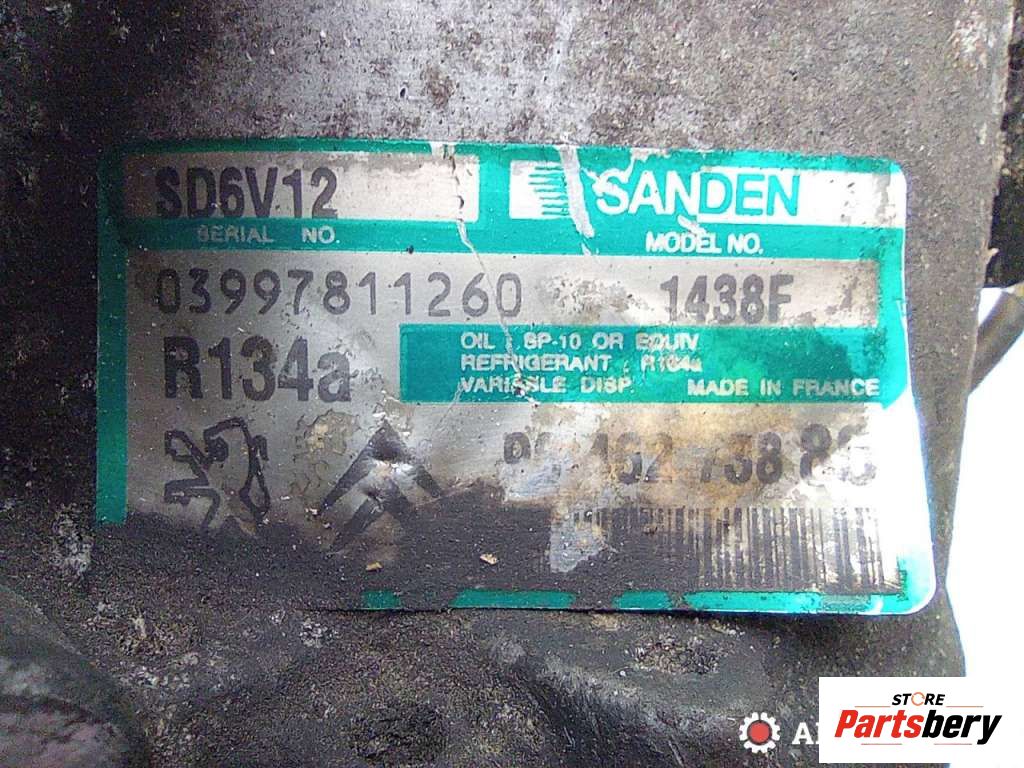 SD6V12
SANDEN
SERIAL NO.
MODEL NO.
03997811260
1438F
R134a
OIL : SP-10 OR EQUIV
REFRIGERANT : R134a
VARIABLE DISP. MADE IN FRANCE
STORE
Partsbery